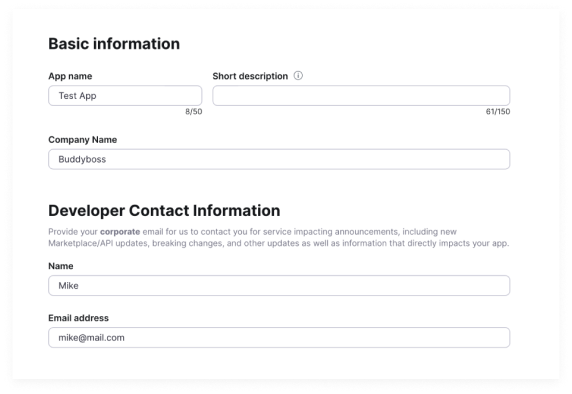 Basic information
App name Short description
Test App
8/50 61/150
Company Name
Buddyboss
Developer Contact Information
Provide your corporate email for us to contact you for service impacting announcements, including new
Marketplace/API updates, breaking changes, and other updates as well as information that directly impacts your app.
Name
Mike
Email address
mike@mail.com